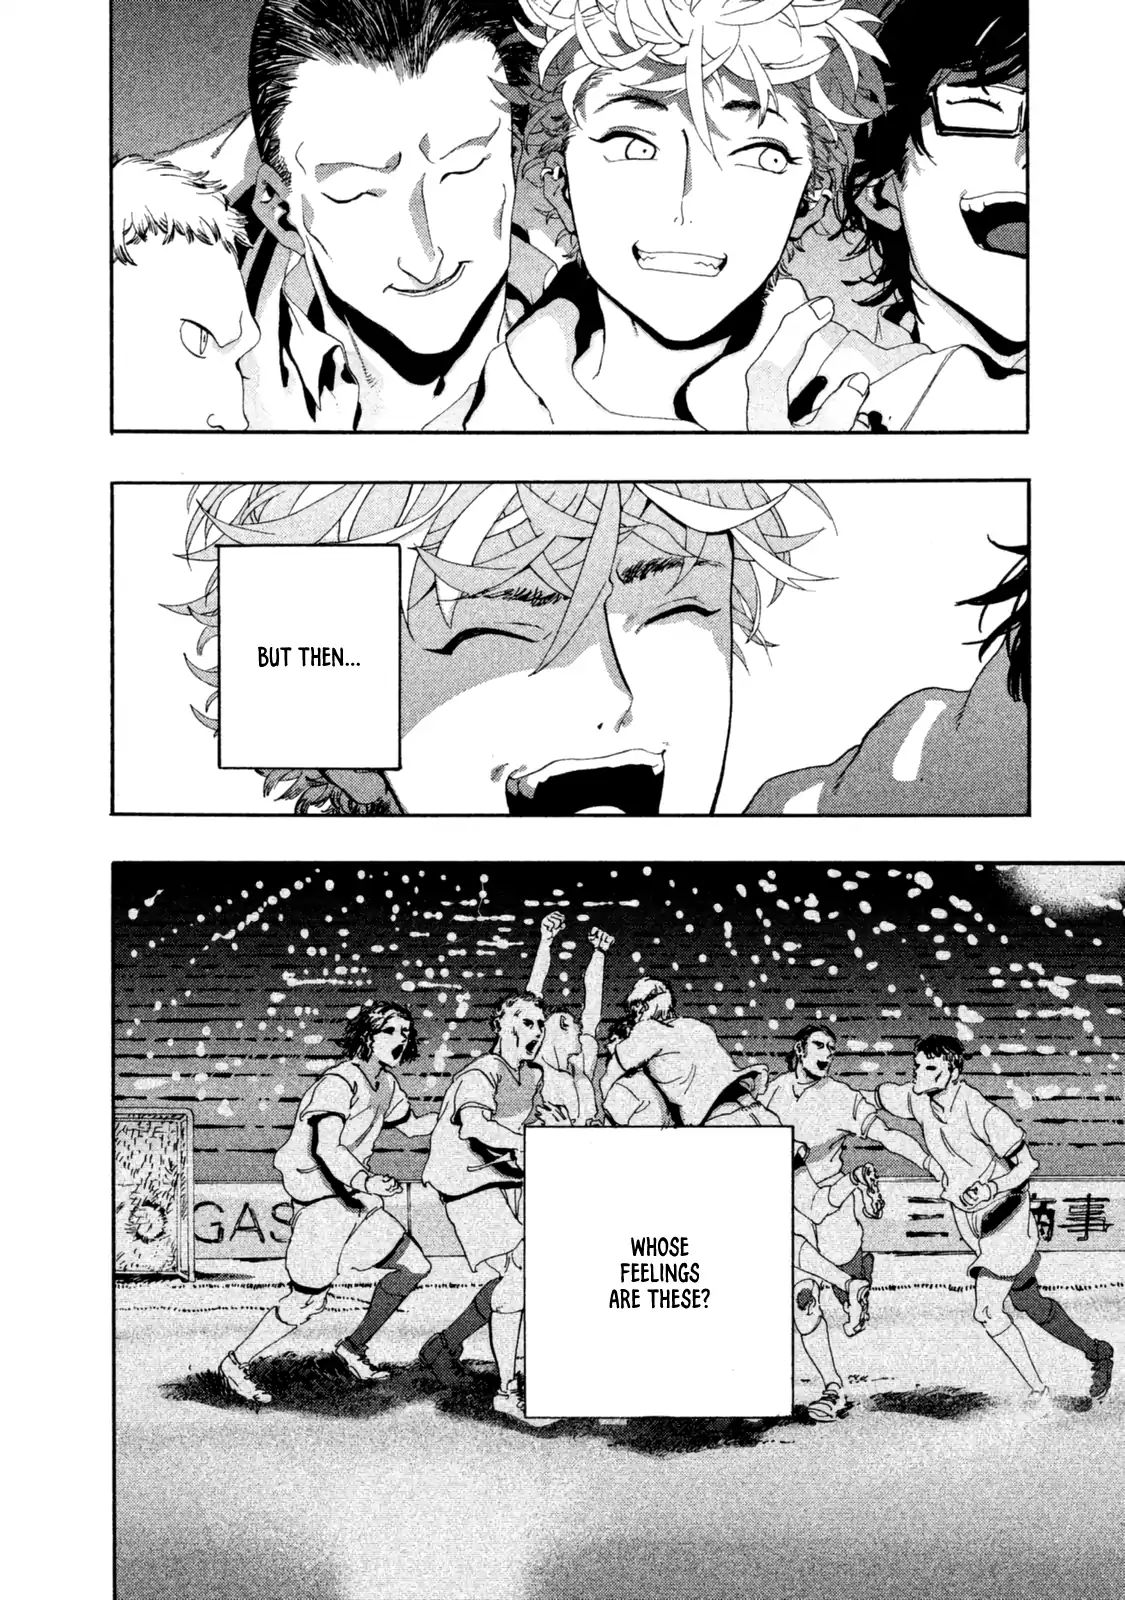 BUT THEN...
GAS
三
商事
WHOSE
FEELINGS
ARE THESE?